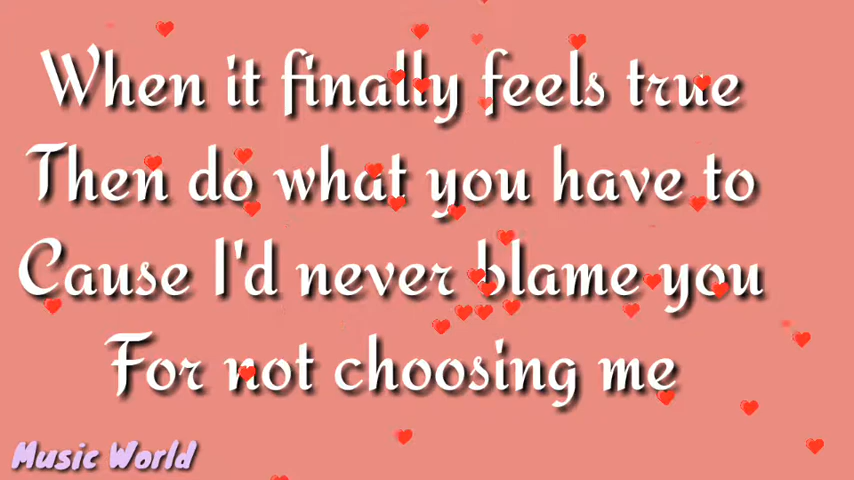 When it finally feels true
Then do what you have to
Cause I'd never blame you
For not choosing me
Music World